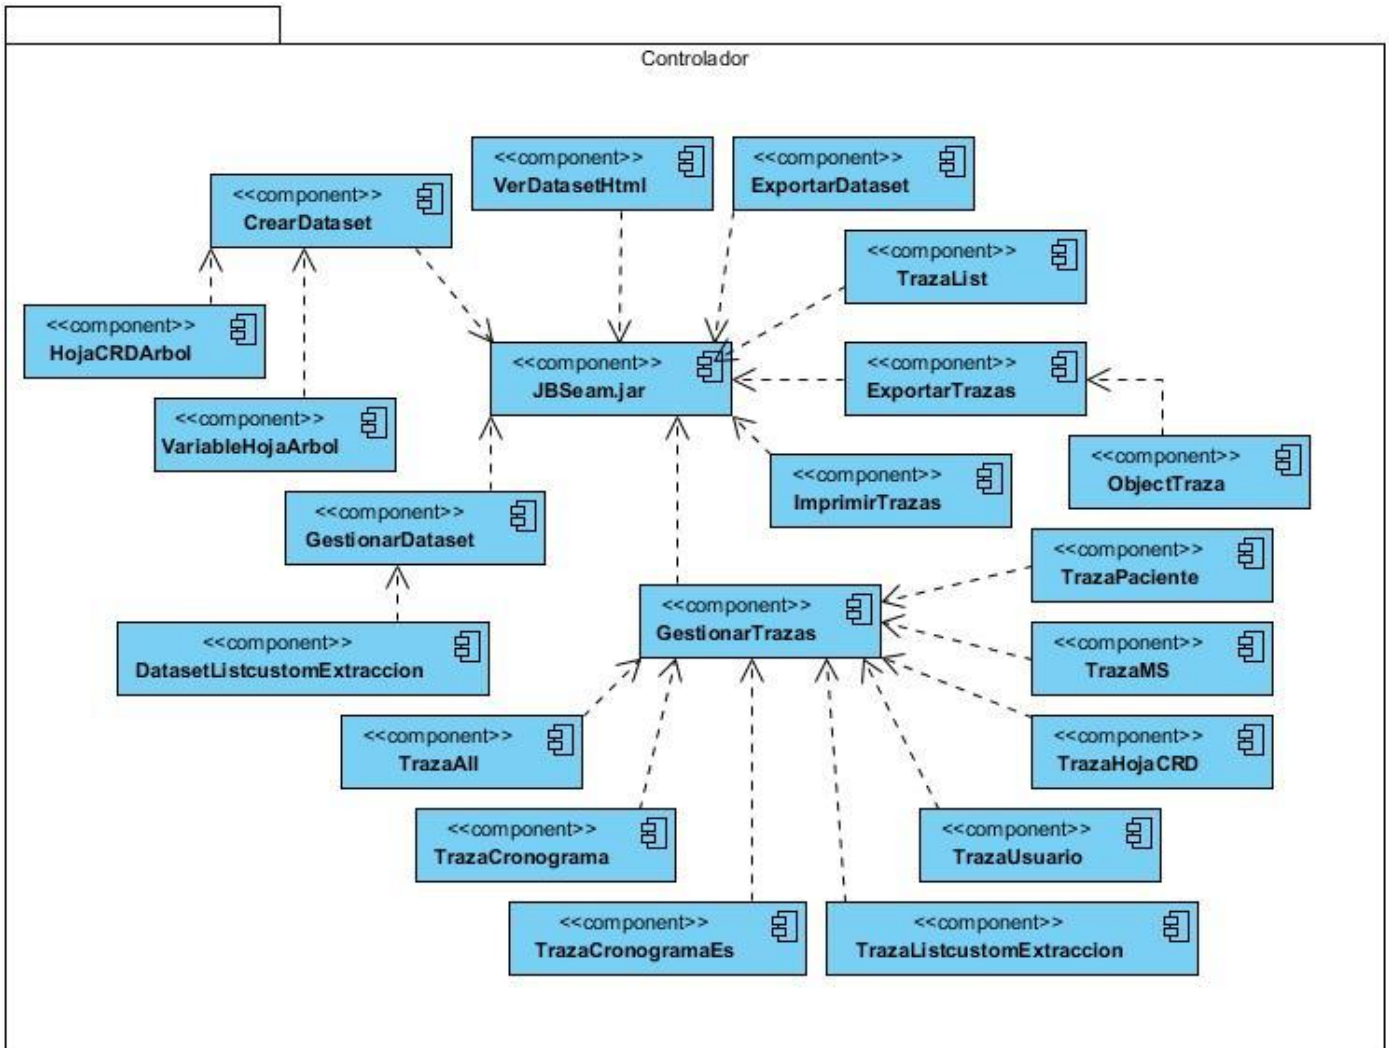 Controlador
<<component>>
VerDatasetHtml
<<component>>
ExportarDataset
<<component>>
CrearDataset
<<component>>
TrazaList
<<component>>
HojaCRDArbol
<<component>>
JBSeam.jar
<<component>>
ExportarTrazas
<<component>>
VariableHojaArbol
<<component>>
ObjectTraza
<<component>>
ImprimirTrazas
<<component>>
GestionarDataset
<<component>>
TrazaPaciente
<<component>>
GestionarTrazas
<<component>>
DatasetListcustomExtraccion
<<component>>
TrazaMS
<<component>>
TrazaAll
<<component>>
TrazaHojaCRD
<<component>>
TrazaCronograma
<<component>>
TrazaUsuario
<<component>>
TrazaCronogramaEs
<<component>>
TrazaListcustomExtraccion